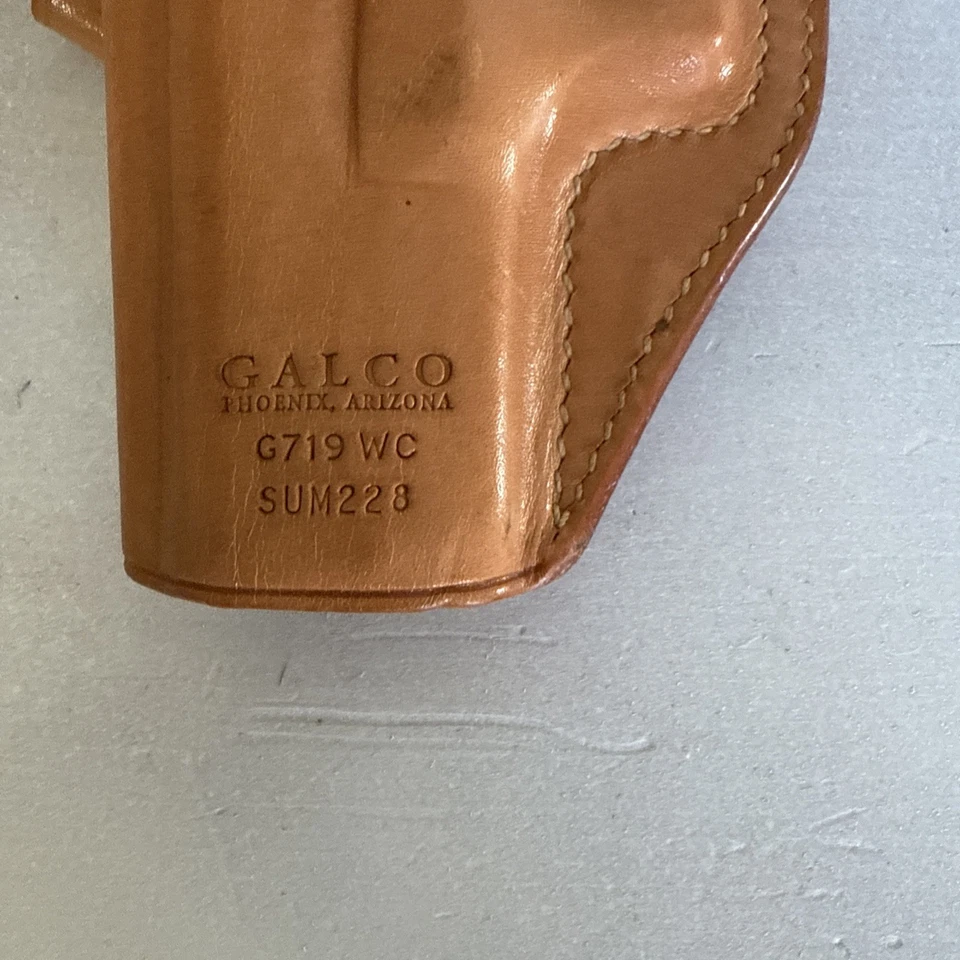 GALCO
PHOENIX, ARIZONA
G719 WC
SUM228